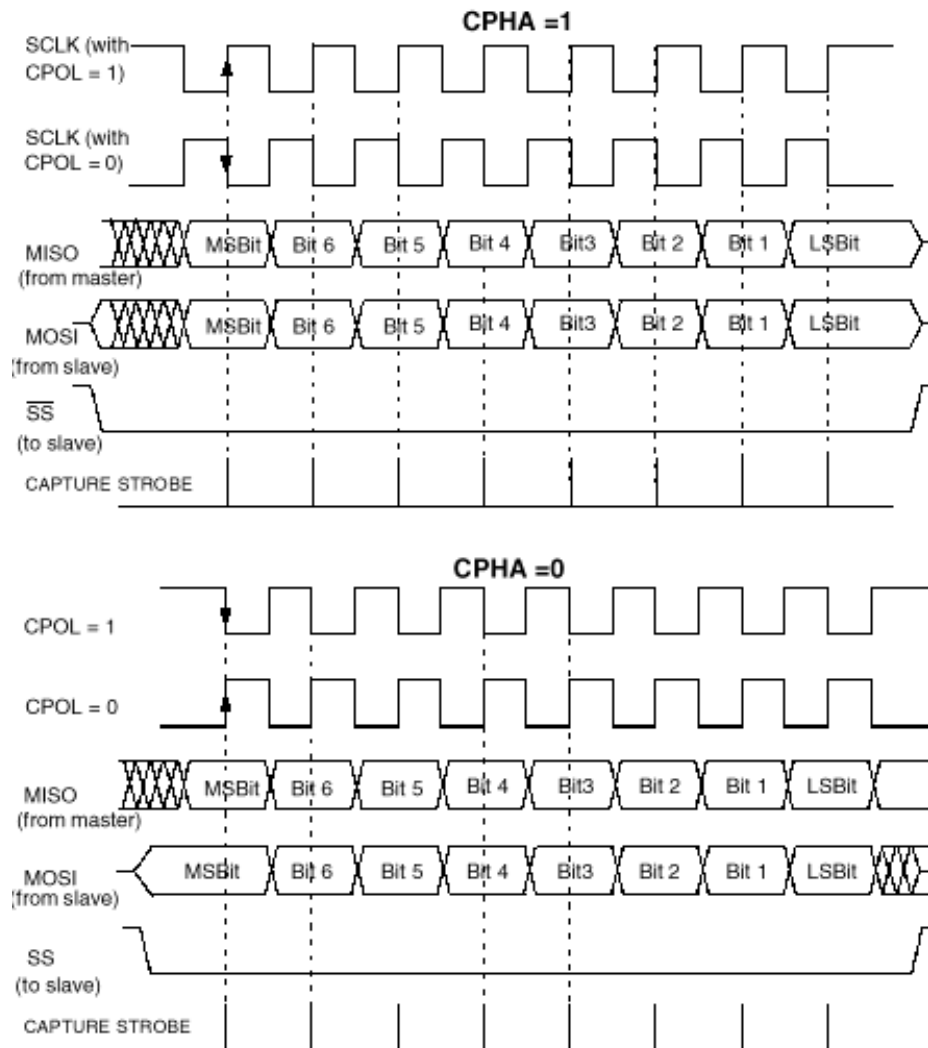 CPHA =1
SCLK (with
CPOL = 1)
SCLK (with
CPOL = 0)
MISO
(from master)
MSBit Bit 6 Bit 5 Bit 4 Bit3 Bit 2 Bit 1 LSBit
MOSI
(from slave)
MSBit Bit 6 Bit 5 Bit 4 Bit3 Bit 2 Bit 1 LSBit
SS
(to slave)
CAPTURE STROBE
CPHA =0
CPOL = 1
CPOL = 0
MISO
(from master)
MSBit Bit 6 Bit 5 Bit 4 Bit3 Bit 2 Bit 1 LSBit
MOSI
(from slave)
MSBit Bit 6 Bit 5 Bit 4 Bit3 Bit 2 Bit 1 LSBit
SS
(to slave)
CAPTURE STROBE